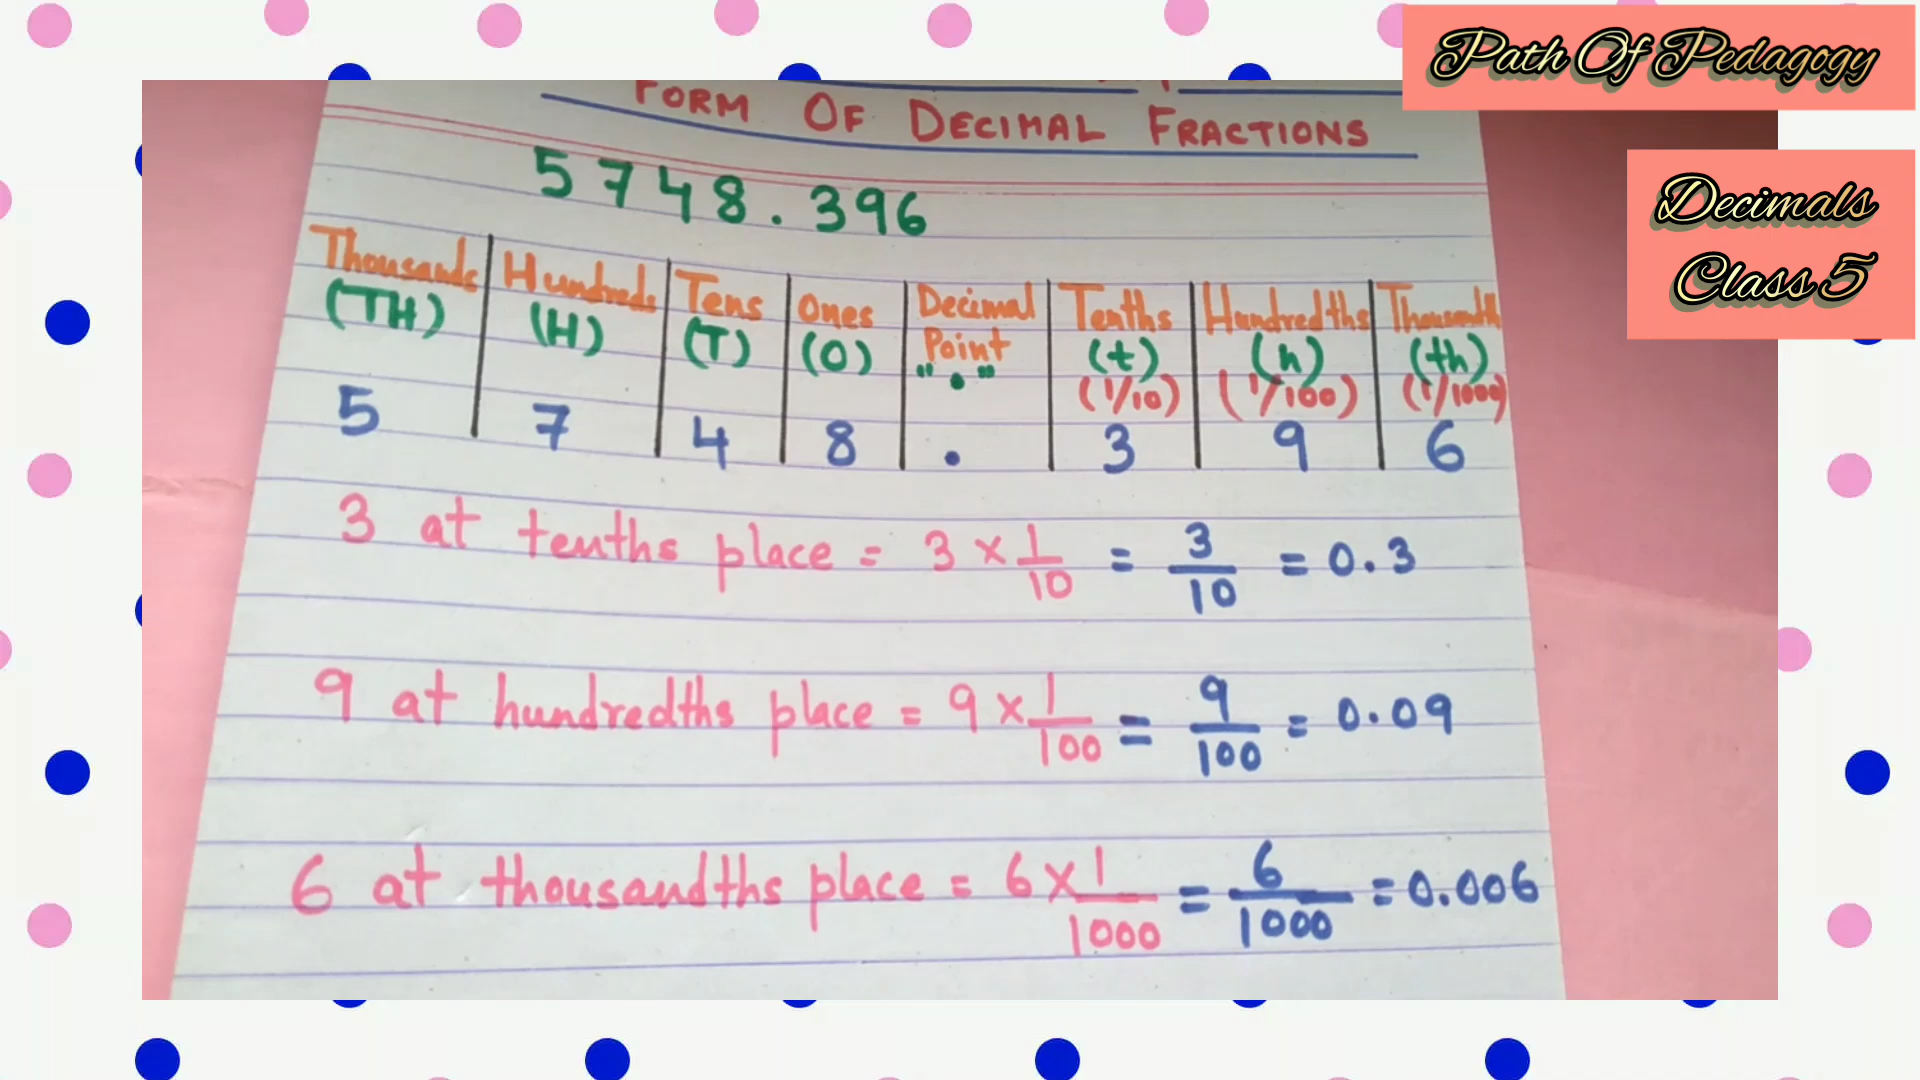 Path Of Pedagogy
Decimals
Class 5
FORM OF DECIMAL FRACTIONS
5748.396
Thousands | Hundreds | Tens | Ones | Decimal Point | Tenths | Hundredths | Thousandth
(TH) | (H) | (T) | (O) | "." | (t) | (h) | (th)
(1/10) | (1/100) | (1/1000)
5 | 7 | 4 | 8 | . | 3 | 9 | 6
3 at tenths place = 3 × 1/10 = 3/10 = 0.3
9 at hundredths place = 9 × 1/100 = 9/100 = 0.09
6 at thousandths place = 6 × 1/1000 = 6/1000 = 0.006